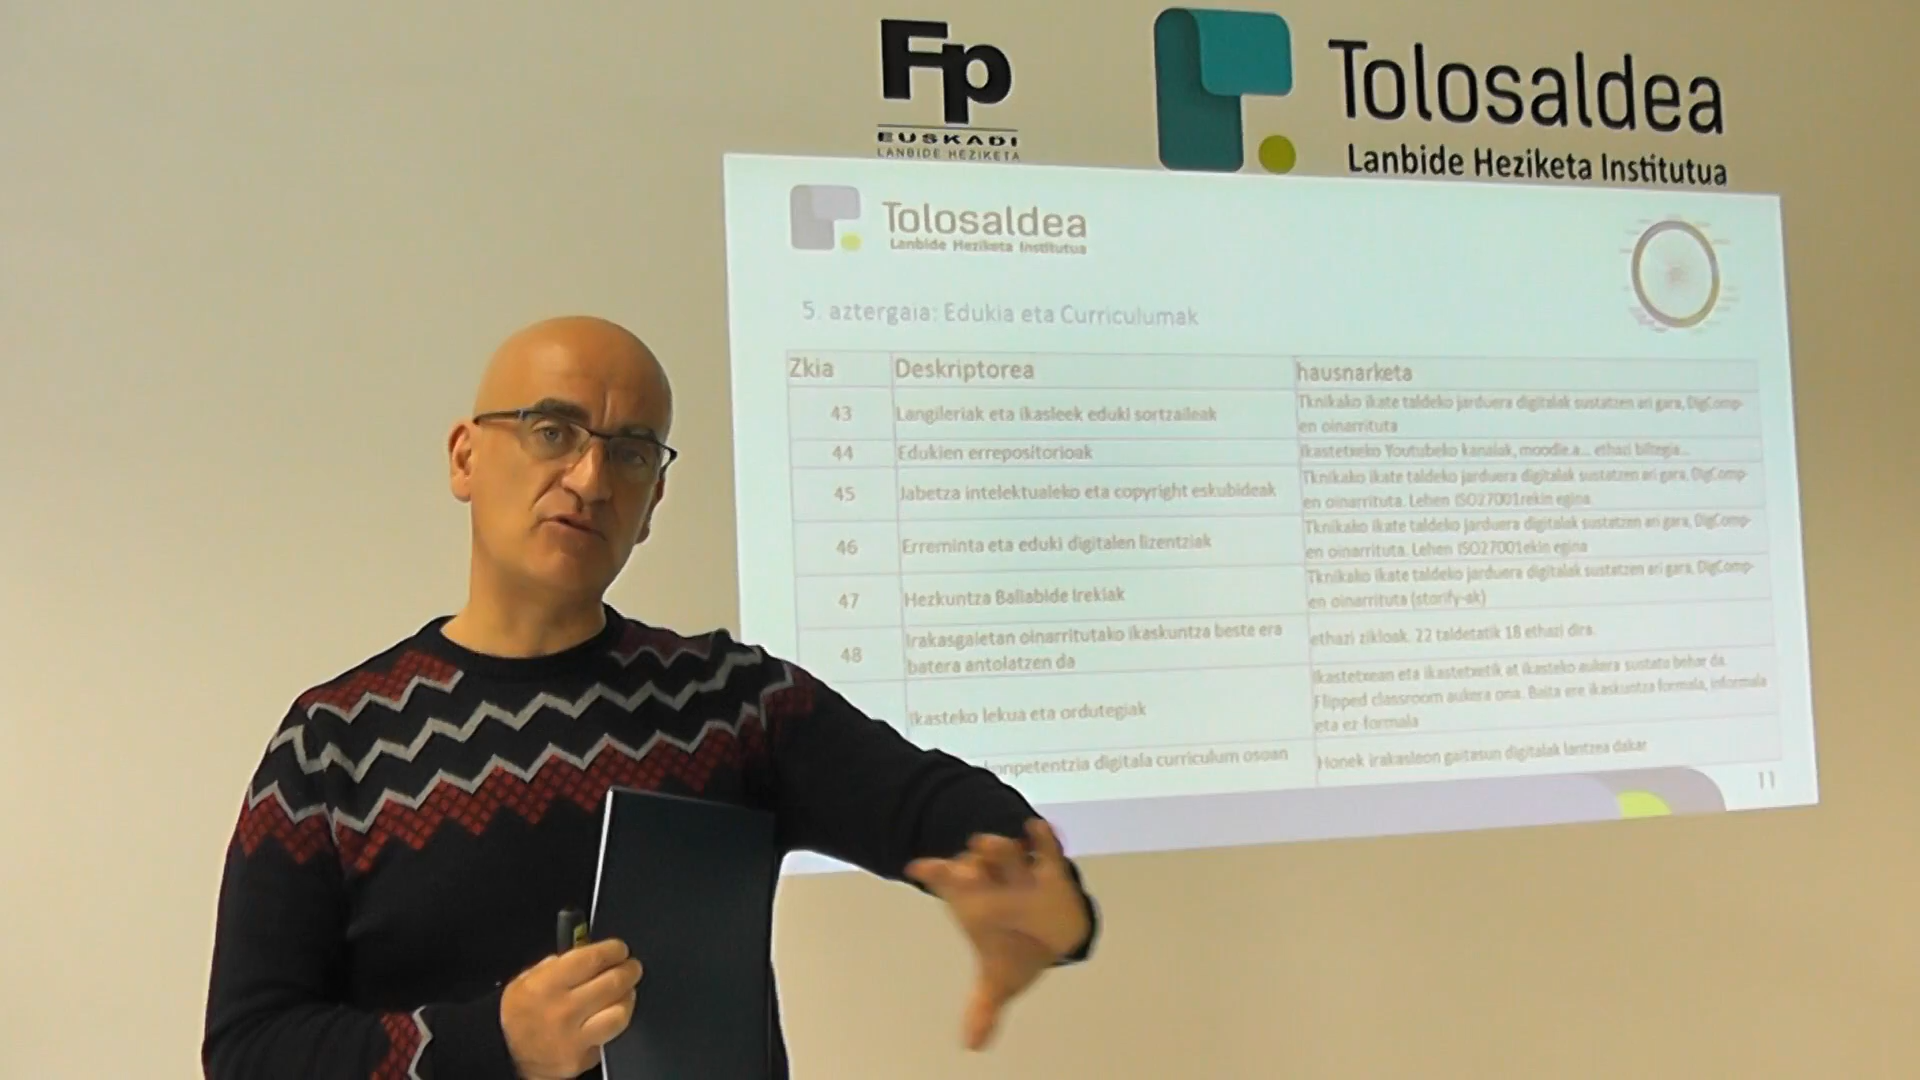 Fp
EUSKADI
LANBIDE HEZIKETA
Tolosaldea
Lanbide Heziketa Institutua
Tolosaldea
Lanbide Heziketa Institutua
5. aztergaia: Edukia eta Curriculumak
Zkia Deskriptorea hausnarketa
43 Langileriak eta ikasleek eduki sortzaileak Tknikako ikate taldeko jarduera digitalak sustatzen ari gara, DigComp-
en oinarrituta
44 Edukien errepositorioak Ikastetxeko Youtubeko kanalak, moodle.a... ethazi biltegia...
45 Jabetza intelektualeko eta copyright eskubideak Tknikako ikate taldeko jarduera digitalak sustatzen ari gara, DigComp-
en oinarrituta. Lehen ISO27001rekin egina
46 Erreminta eta eduki digitalen lizentziak Tknikako ikate taldeko jarduera digitalak sustatzen ari gara, DigComp-
en oinarrituta. Lehen ISO27001ekin egina
47 Hezkuntza Baliabide Irekiak Tknikako ikate taldeko jarduera digitalak sustatzen ari gara, DigComp-
en oinarrituta (storify-ak)
48 Irakasgaietan oinarritutako ikaskuntza beste era
batera antolatzen da ethazi zikloak. 22 taldetatik 18 ethazi dira.
Ikasteko lekua eta ordutegiak Ikastetxean eta ikastetxetik at ikasteko aukera sustatu behar da.
Flipped classroom aukera ona. Baita ere ikaskuntza formala, informala
eta ez-formala
konpetentzia digitala curriculum osoan Honek irakasleon gaitasun digitalak lantzea dakar
11